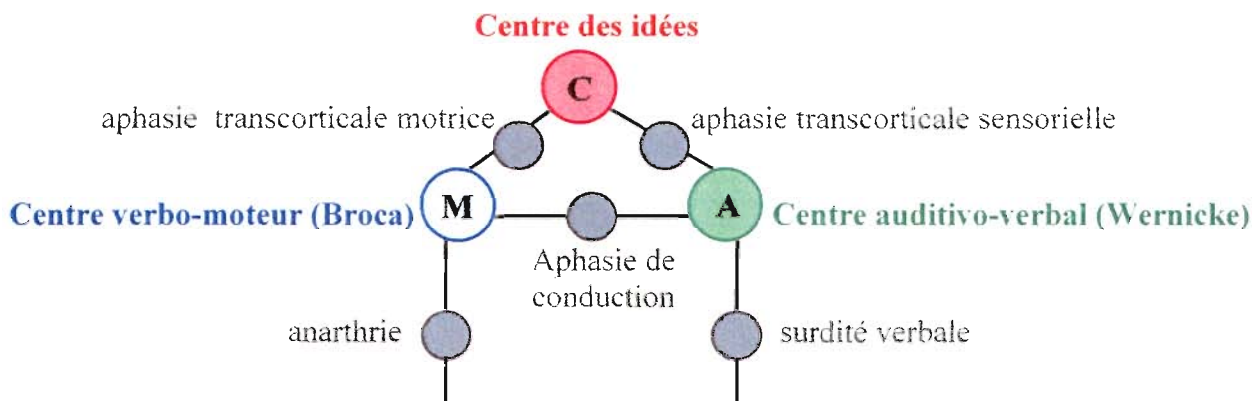 Centre des idées
C
aphasie transcorticale motrice
aphasie transcorticale sensorielle
Centre verbo-moteur (Broca)
M
A
Centre auditivo-verbal (Wernicke)
Aphasie de
conduction
anarthrie
surdité verbale